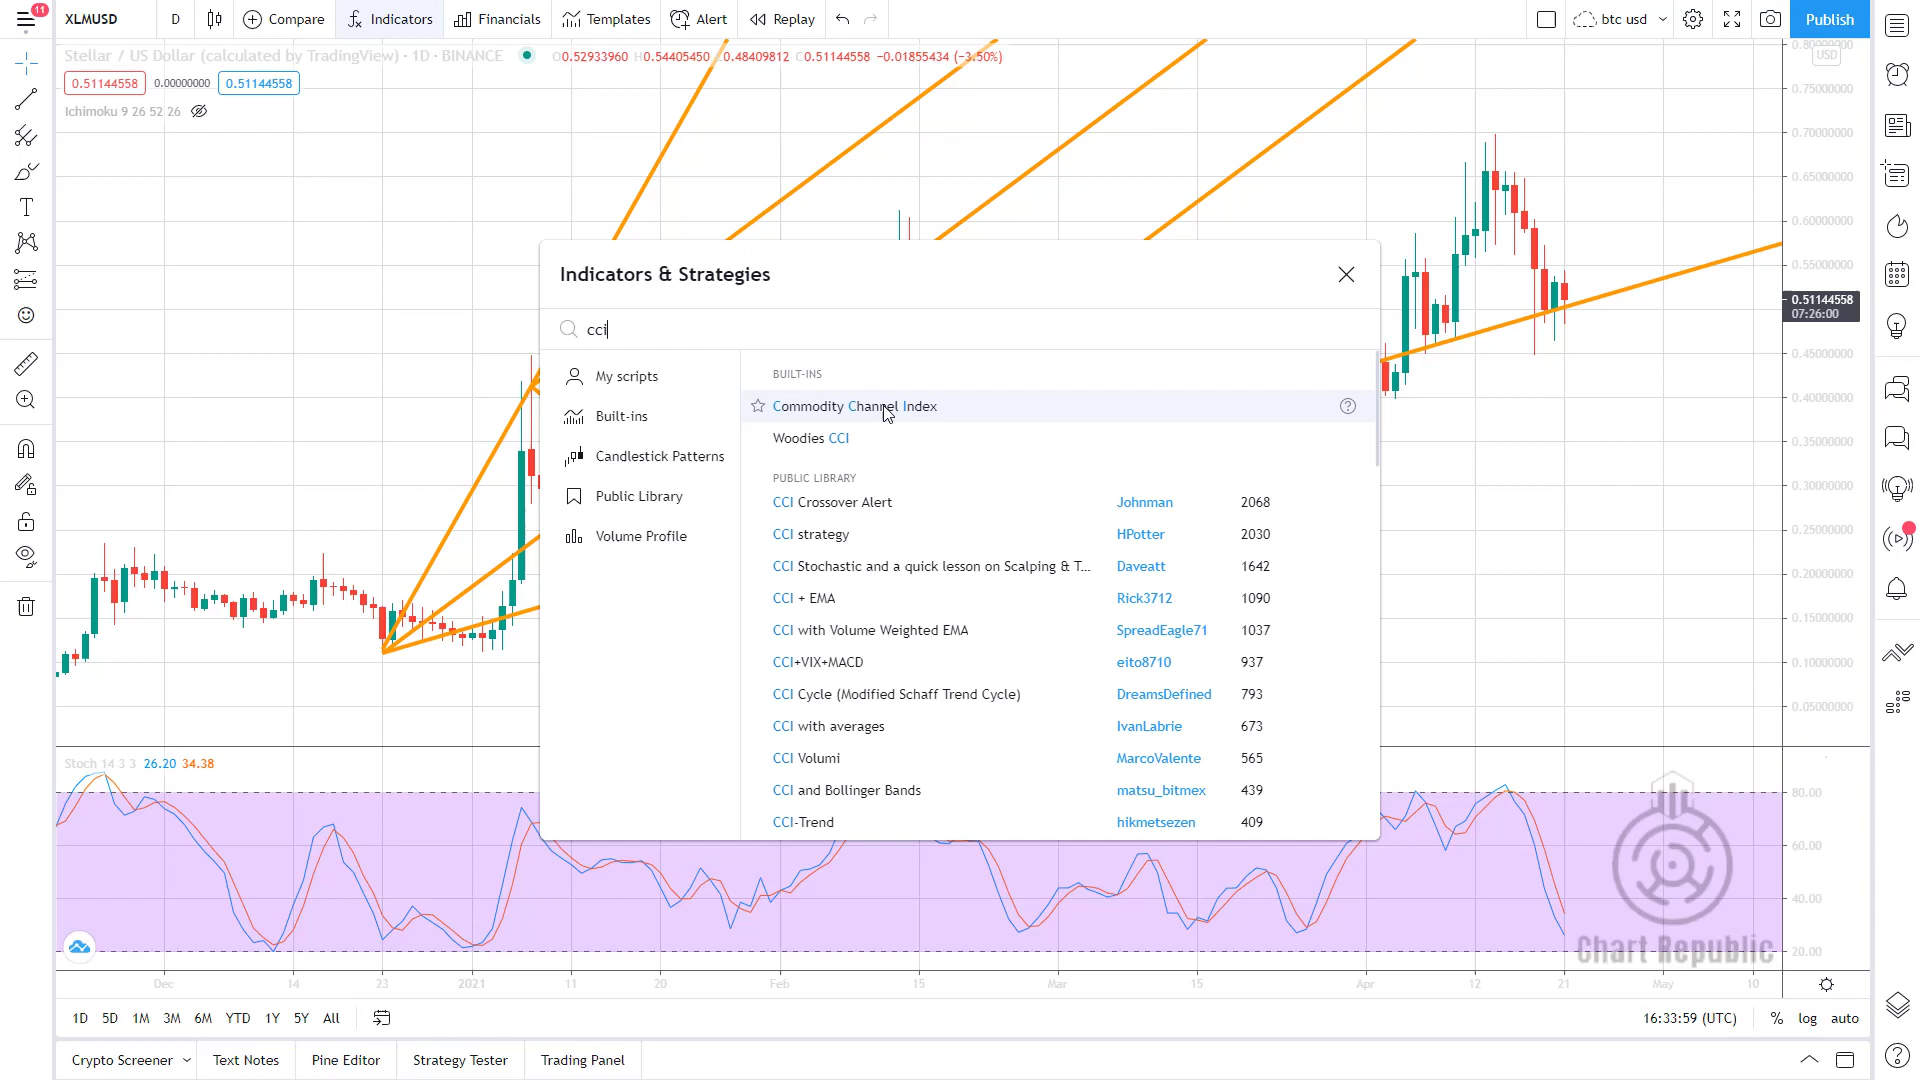 11
XLMUSD D Compare Indicators Financials Templates Alert Replay btc usd Publish
Stellar / US Dollar (calculated by TradingView) · 1D · BINANCE O0.52933960 H0.54405450 L0.48409812 C0.51144558 −0.01855434 (−3.50%)
0.51144558 0.00000000 0.51144558
Ichimoku 9 26 52 26
0.80000000
USD
0.75000000
0.70000000
0.65000000
0.60000000
0.55000000
0.51144558
07:26:00
0.45000000
0.40000000
0.35000000
0.30000000
0.25000000
0.20000000
0.15000000
0.10000000
0.05000000
Indicators & Strategies
cci
My scripts
Built-ins
Candlestick Patterns
Public Library
Volume Profile
BUILT-INS
Commodity Channel Index
Woodies CCI
PUBLIC LIBRARY
CCI Crossover Alert Johnman 2068
CCI strategy HPotter 2030
CCI Stochastic and a quick lesson on Scalping & T... Daveatt 1642
CCI + EMA Rick3712 1090
CCI with Volume Weighted EMA SpreadEagle71 1037
CCI+VIX+MACD eito8710 937
CCI Cycle (Modified Schaff Trend Cycle) DreamsDefined 793
CCI with averages IvanLabrie 673
CCI Volumi MarcoValente 565
CCI and Bollinger Bands matsu_bitmex 439
CCI-Trend hikmetsezen 409
Stoch 14 3 3 26.20 34.38
80.00
60.00
40.00
20.00
Chart Republic
Dec 14 23 2021 11 20 Feb 15 Mar 15 Apr 12 21 May 10
1D 5D 1M 3M 6M YTD 1Y 5Y All 16:33:59 (UTC) % log auto
Crypto Screener Text Notes Pine Editor Strategy Tester Trading Panel